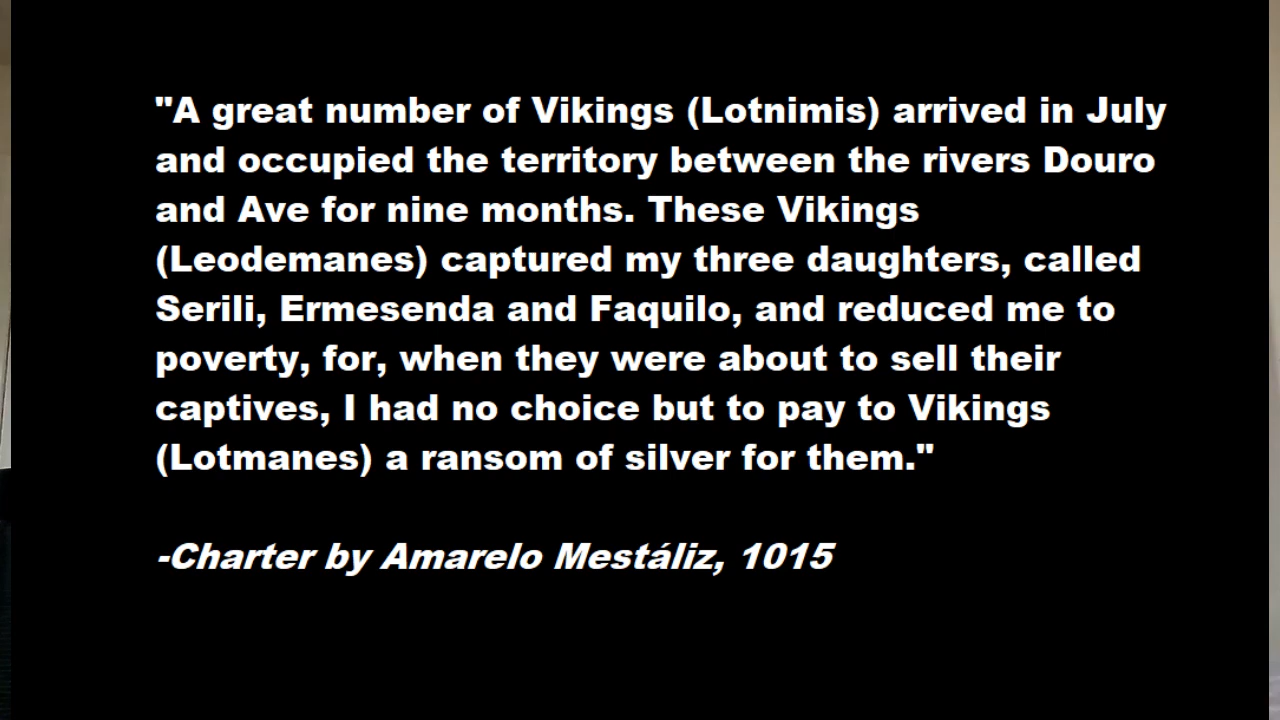 "A great number of Vikings (Lotnimis) arrived in July
and occupied the territory between the rivers Douro
and Ave for nine months. These Vikings
(Leodemanes) captured my three daughters, called
Serili, Ermesenda and Faquilo, and reduced me to
poverty, for, when they were about to sell their
captives, I had no choice but to pay to Vikings
(Lotmanes) a ransom of silver for them."
-Charter by Amarelo Mestáliz, 1015